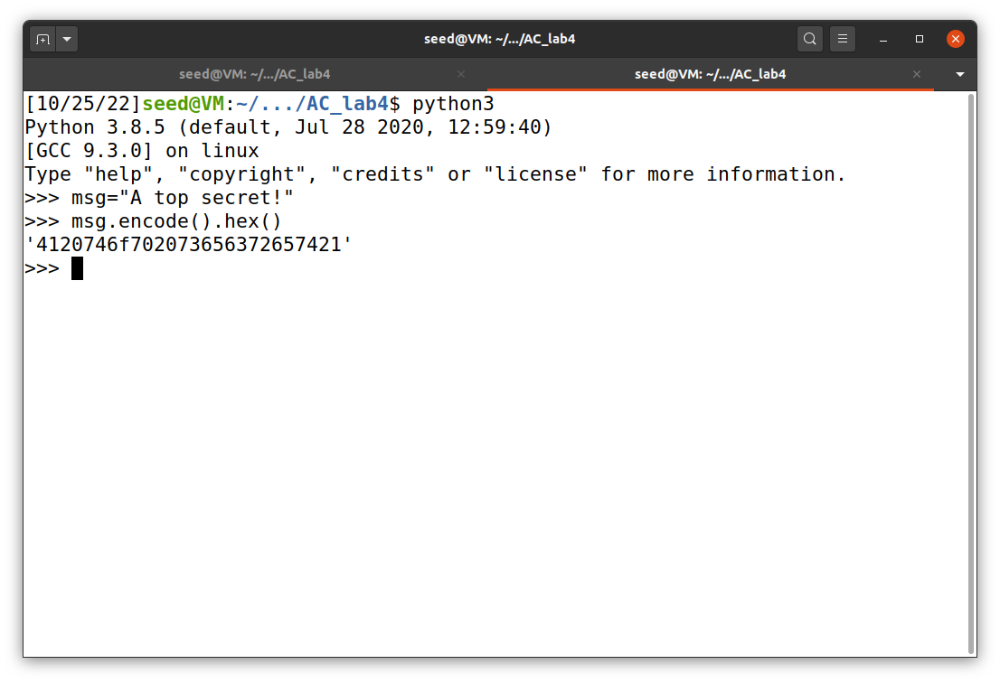 seed@VM: ~/.../AC_lab4
seed@VM: ~/.../AC_lab4
seed@VM: ~/.../AC_lab4
[10/25/22]seed@VM:~/.../AC_lab4$ python3
Python 3.8.5 (default, Jul 28 2020, 12:59:40)
[GCC 9.3.0] on linux
Type "help", "copyright", "credits" or "license" for more information.
>>> msg="A top secret!"
>>> msg.encode().hex()
'4120746f702073656372657421'
>>>